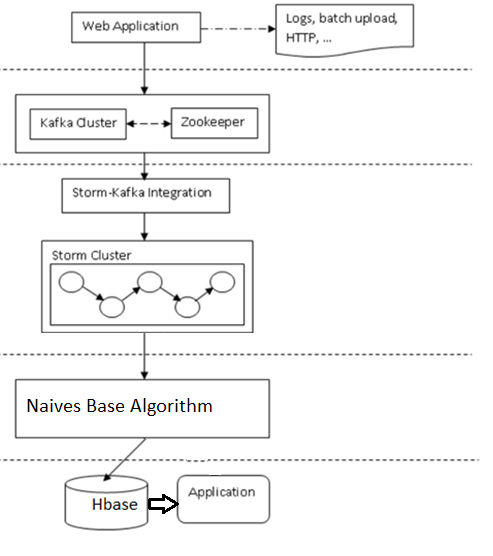 Web Application
Logs, batch upload,
HTTP, ...
Kafka Cluster
Zookeeper
Storm-Kafka Integration
Storm Cluster
Naives Base Algorithm
Hbase
Application